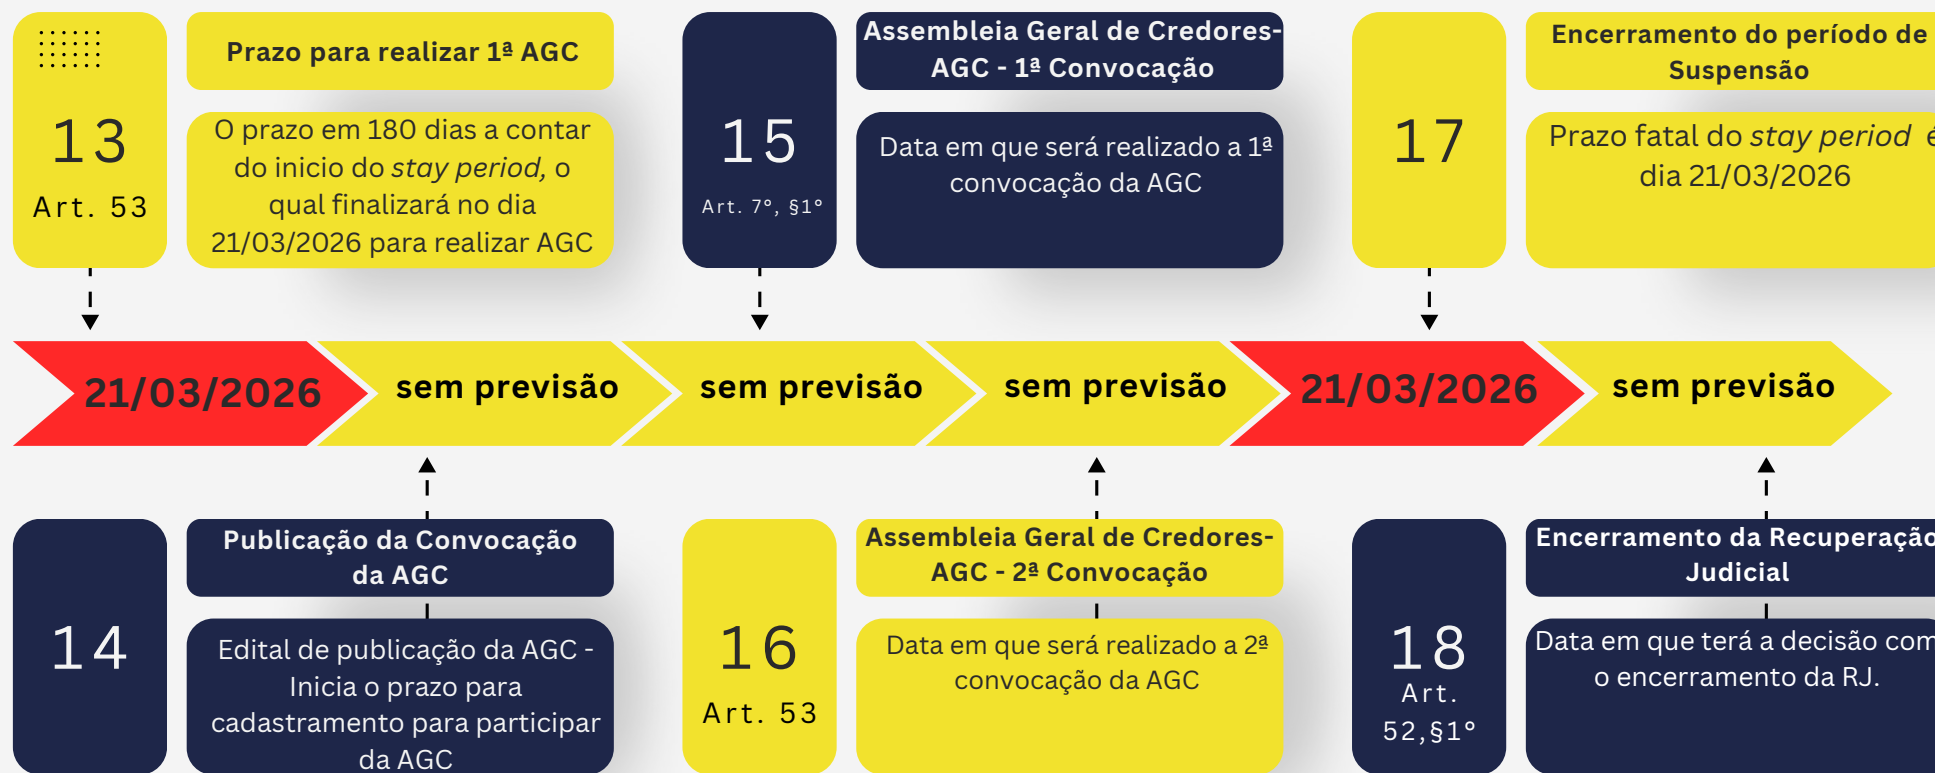 13
Art. 53
Prazo para realizar 1ª AGC
O prazo em 180 dias a contar
do inicio do stay period, o
qual finalizará no dia
21/03/2026 para realizar AGC
15
Art. 7°, §1°
Assembleia Geral de Credores-
AGC - 1ª Convocação
Data em que será realizado a 1ª
convocação da AGC
17
Encerramento do período de
Suspensão
Prazo fatal do stay period é
dia 21/03/2026
21/03/2026
sem previsão
sem previsão
sem previsão
21/03/2026
sem previsão
14
Publicação da Convocação
da AGC
Edital de publicação da AGC -
Inicia o prazo para
cadastramento para participar
da AGC
16
Art. 53
Assembleia Geral de Credores-
AGC - 2ª Convocação
Data em que será realizado a 2ª
convocação da AGC
18
Art.
52,§1°
Encerramento da Recuperação
Judicial
Data em que terá a decisão com
o encerramento da RJ.